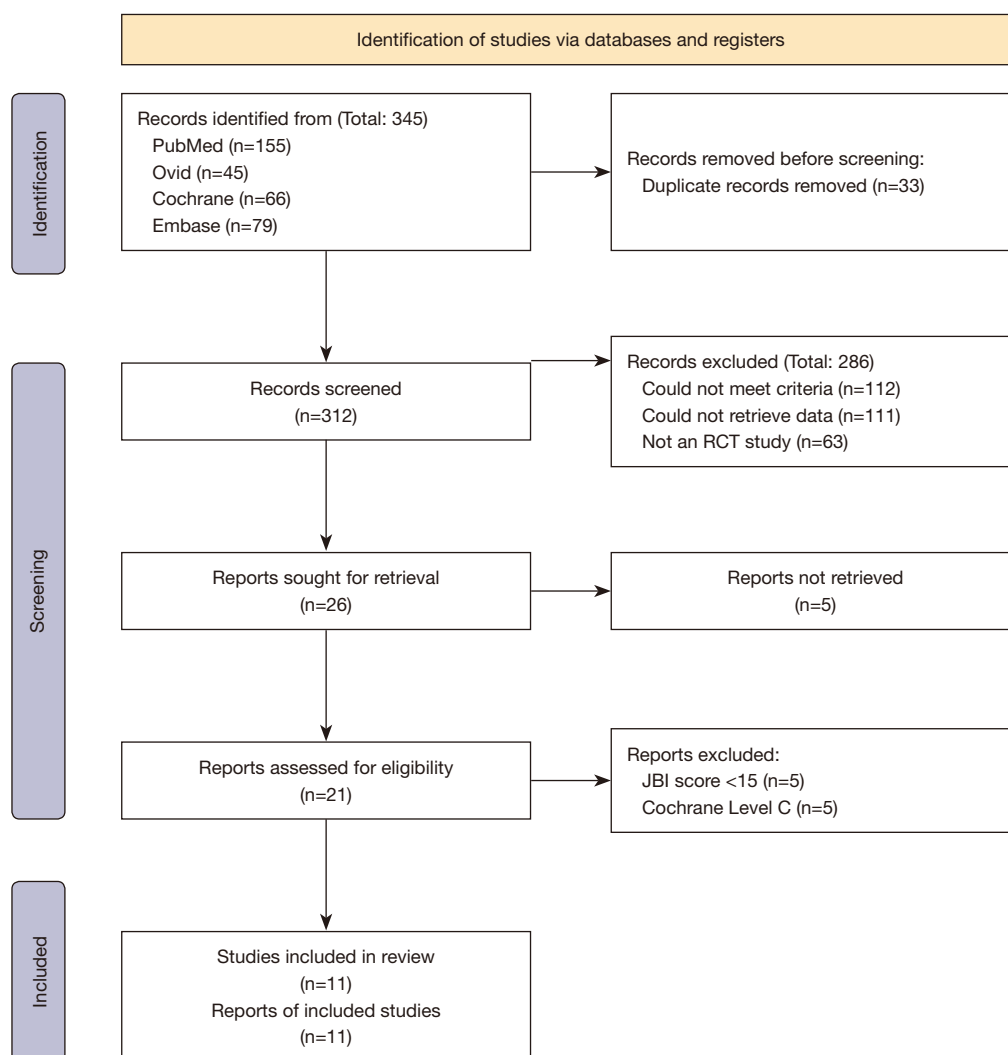 Identification of studies via databases and registers
Identification
Records identified from (Total: 345)
PubMed (n=155)
Ovid (n=45)
Cochrane (n=66)
Embase (n=79)
Records removed before screening:
Duplicate records removed (n=33)
Screening
Records screened
(n=312)
Records excluded (Total: 286)
Could not meet criteria (n=112)
Could not retrieve data (n=111)
Not an RCT study (n=63)
Reports sought for retrieval
(n=26)
Reports not retrieved
(n=5)
Reports assessed for eligibility
(n=21)
Reports excluded:
JBI score <15 (n=5)
Cochrane Level C (n=5)
Included
Studies included in review
(n=11)
Reports of included studies
(n=11)